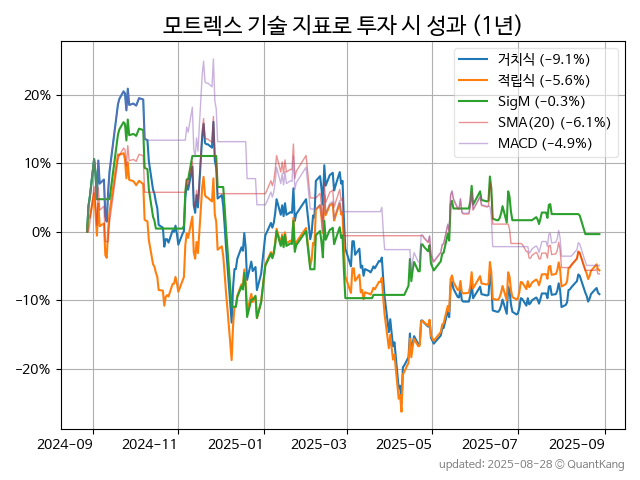 모트렉스 기술 지표로 투자 시 성과 (1년)
거치식 (−9.1%)
적립식 (−5.6%)
SigM (−0.3%)
SMA(20) (−6.1%)
MACD (−4.9%)
20%
10%
0%
−10%
−20%
2024-09 2024-11 2025-01 2025-03 2025-05 2025-07 2025-09
updated: 2025-08-28 © QuantKang